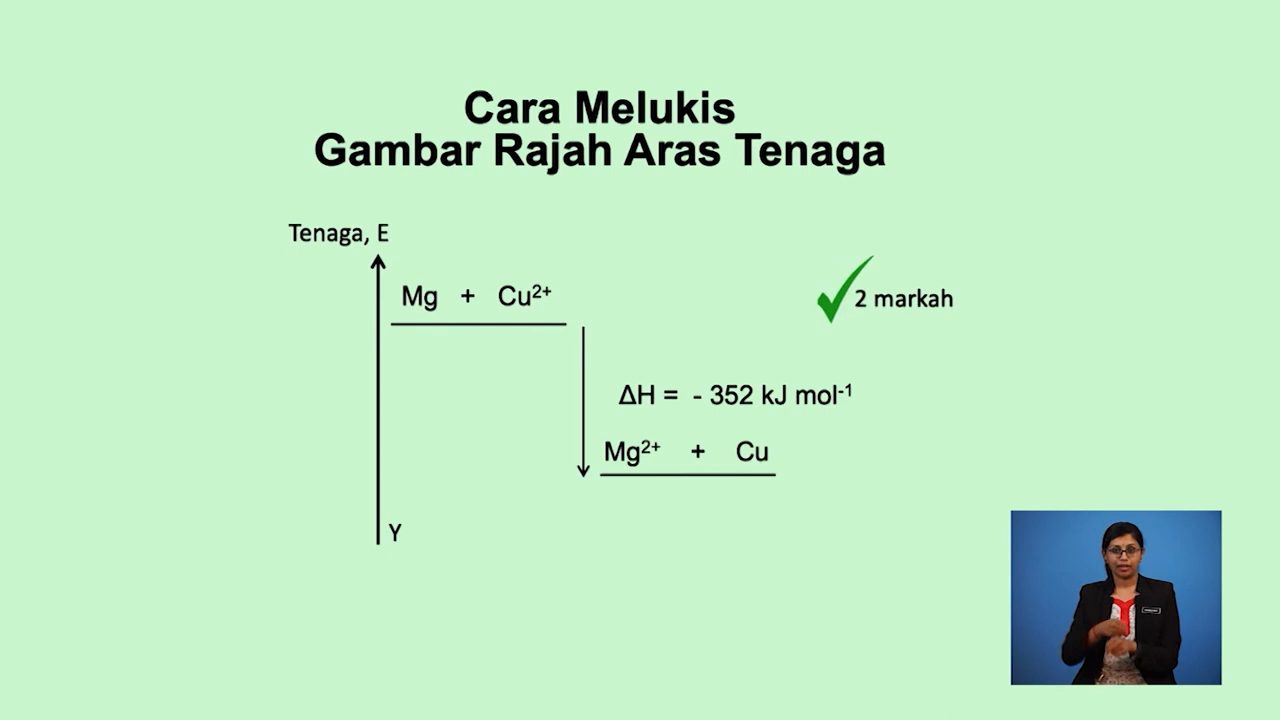 Cara Melukis
Gambar Rajah Aras Tenaga
Tenaga, E
Mg + Cu²⁺
2 markah
ΔH = - 352 kJ mol⁻¹
Mg²⁺ + Cu
Y